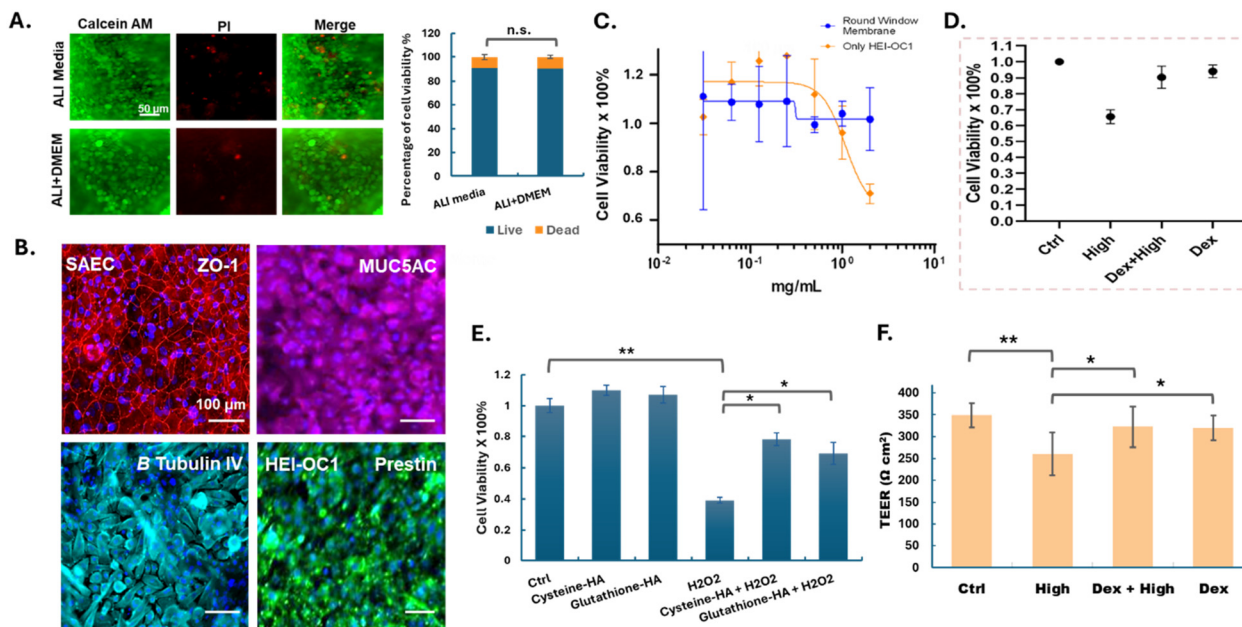 A.
Calcein AM
PI
Merge
ALI Media
50 µm
ALI+DMEM
n.s.
Percentage of cell viability %
120
100
80
60
40
20
0
ALI media
ALI+DMEM
Live
Dead
B.
SAEC
ZO-1
100 µm
MUC5AC
B Tubulin IV
HEI-OC1
Prestin
C.
Round Window
Membrane
Only HEI-OC1
Cell Viability x 100%
1.2
1.0
0.8
0.6
10-2
10-1
100
101
mg/mL
D.
Cell Viability x 100%
1.1
1.0
0.9
0.8
0.7
0.6
0.5
0.4
0.3
0.2
0.1
0.0
Ctrl
High
Dex+High
Dex
E.
**
*
*
Cell Viability X 100%
1.2
1
0.8
0.6
0.4
0.2
0
Ctrl
Cysteine-HA
Glutathione-HA
H2O2
Cysteine-HA + H2O2
Glutathione-HA + H2O2
F.
**
*
*
TEER (Ω cm²)
400
350
300
250
200
150
100
50
0
Ctrl
High
Dex + High
Dex